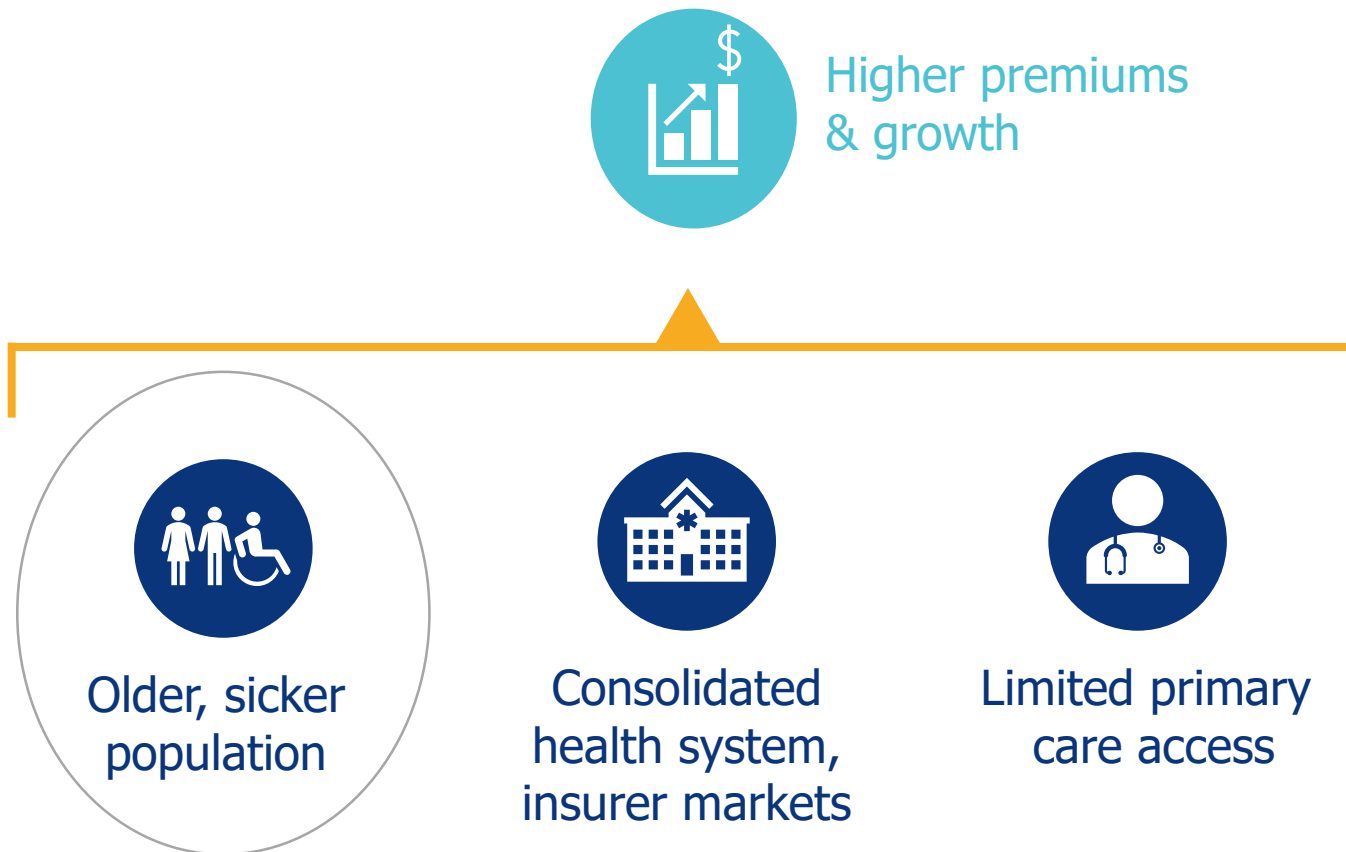 $
Higher premiums
& growth
Older, sicker
population
Consolidated
health system,
insurer markets
Limited primary
care access